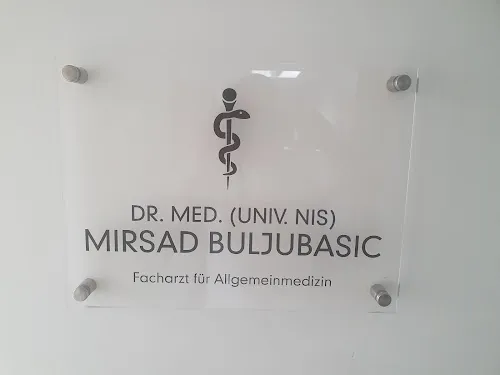 DR. MED. (UNIV. NIS)
MIRSAD BULJUBASIC
Facharzt für Allgemeinmedizin